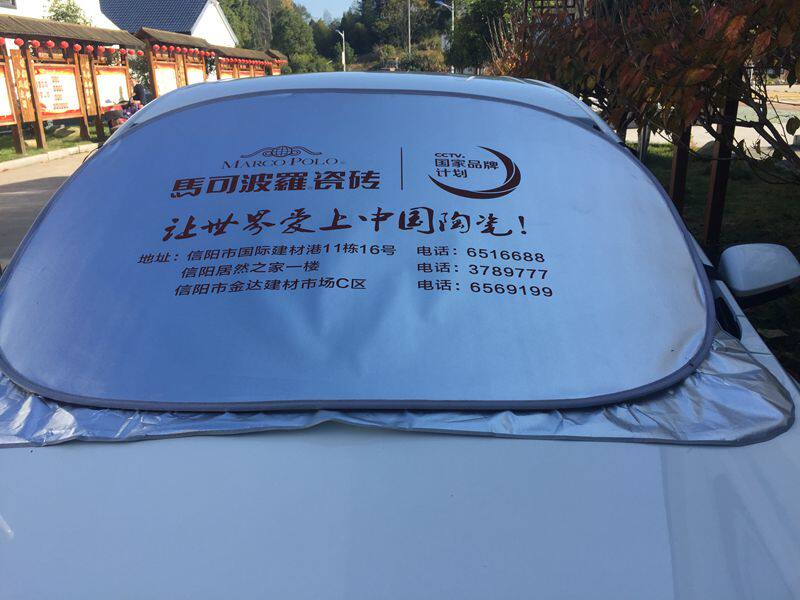 MARCO POLO
馬可波羅瓷砖
CCTV
国家品牌
计划
让世界爱上中国陶瓷!
地址:信阳市国际建材港11栋16号 电话:6516688
信阳居然之家一楼 电话:3789777
信阳市金达建材市场C区 电话:6569199